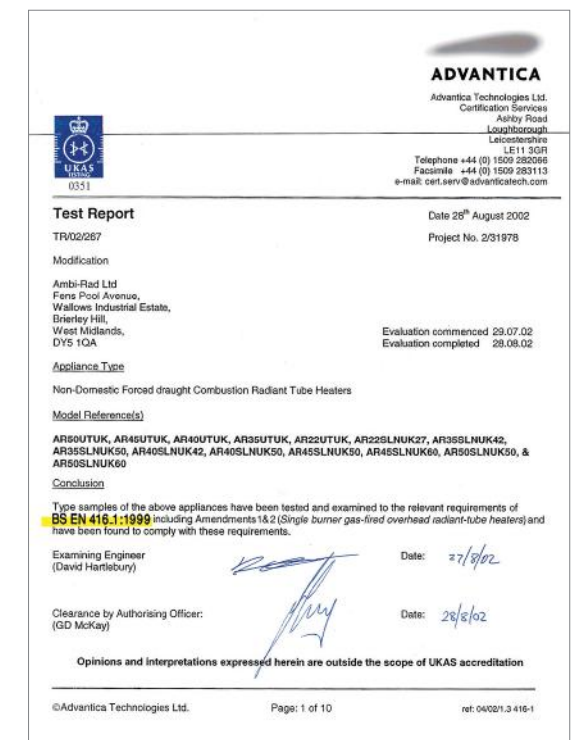 ADVANTICA
Advantica Technologies Ltd.
Certification Services
Ashby Road
Loughborough
Leicestershire
LE11 3GR
Telephone +44 (0) 1509 282066
Facsimile +44 (0) 1509 283113
e-mail: cert.serv@advanticatech.com
UKAS
TESTING
0351
Test Report
Date 28th August 2002
TR/02/267
Project No. 2/31978
Modification
Ambi-Rad Ltd
Fens Pool Avenue,
Wallows Industrial Estate,
Brierley Hill,
West Midlands,
DY5 1QA
Evaluation commenced 29.07.02
Evaluation completed 28.08.02
Appliance Type
Non-Domestic Forced draught Combustion Radiant Tube Heaters
Model Reference(s)
AR50UTUK, AR45UTUK, AR40UTUK, AR35UTUK, AR22UTUK, AR22SLNUK27, AR35SLNUK42,
AR35SLNUK50, AR40SLNUK42, AR40SLNUK50, AR45SLNUK50, AR45SLNUK60, AR50SLNUK50, &
AR50SLNUK60
Conclusion
Type samples of the above appliances have been tested and examined to the relevant requirements of
BS EN 416.1:1999 including Amendments 1&2 (Single burner gas-fired overhead radiant-tube heaters) and
have been found to comply with these requirements.
Examining Engineer
(David Hartlebury)
Date: 27/8/02
Clearance by Authorising Officer:
(GD McKay)
Date: 28/8/02
Opinions and interpretations expressed herein are outside the scope of UKAS accreditation
©Advantica Technologies Ltd.
Page: 1 of 10
ref: 04/02/1.3 416-1